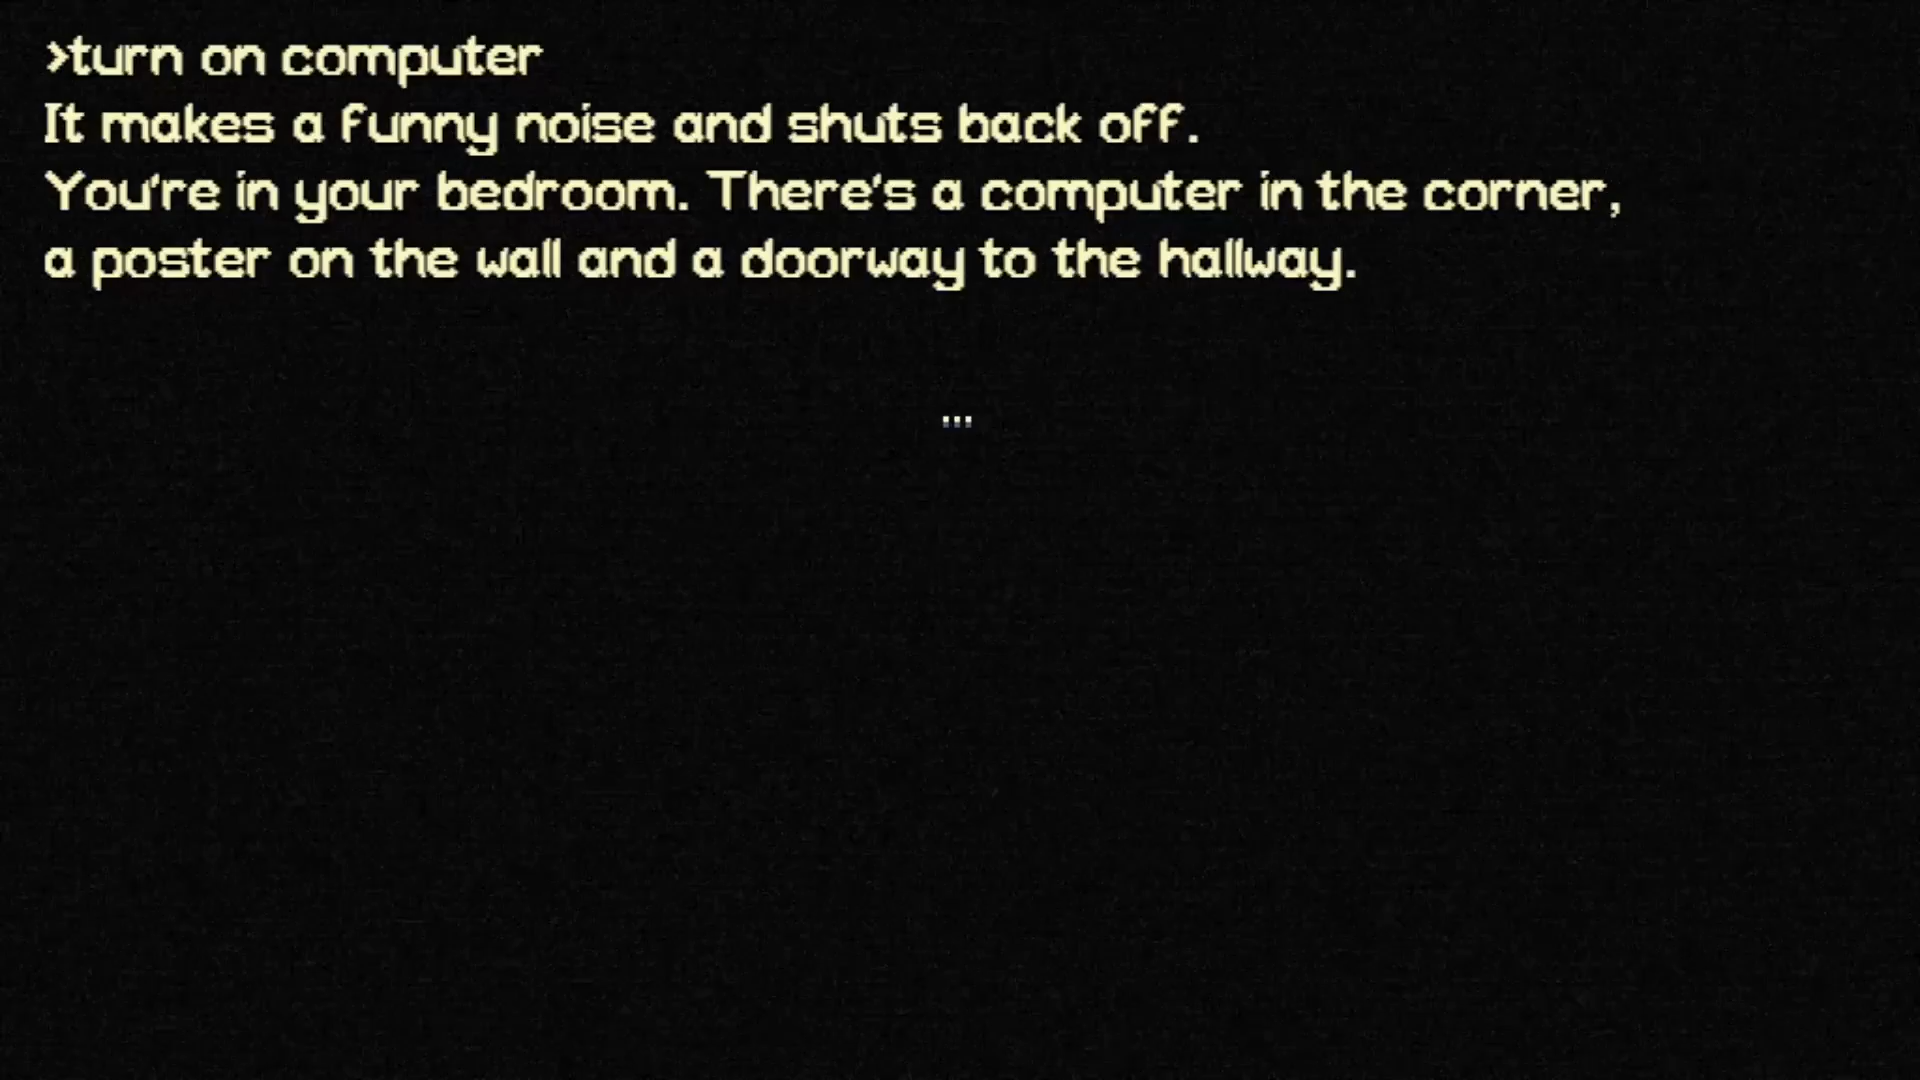 >turn on computer
It makes a funny noise and shuts back off.
You're in your bedroom. There's a computer in the corner,
a poster on the wall and a doorway to the hallway.
...